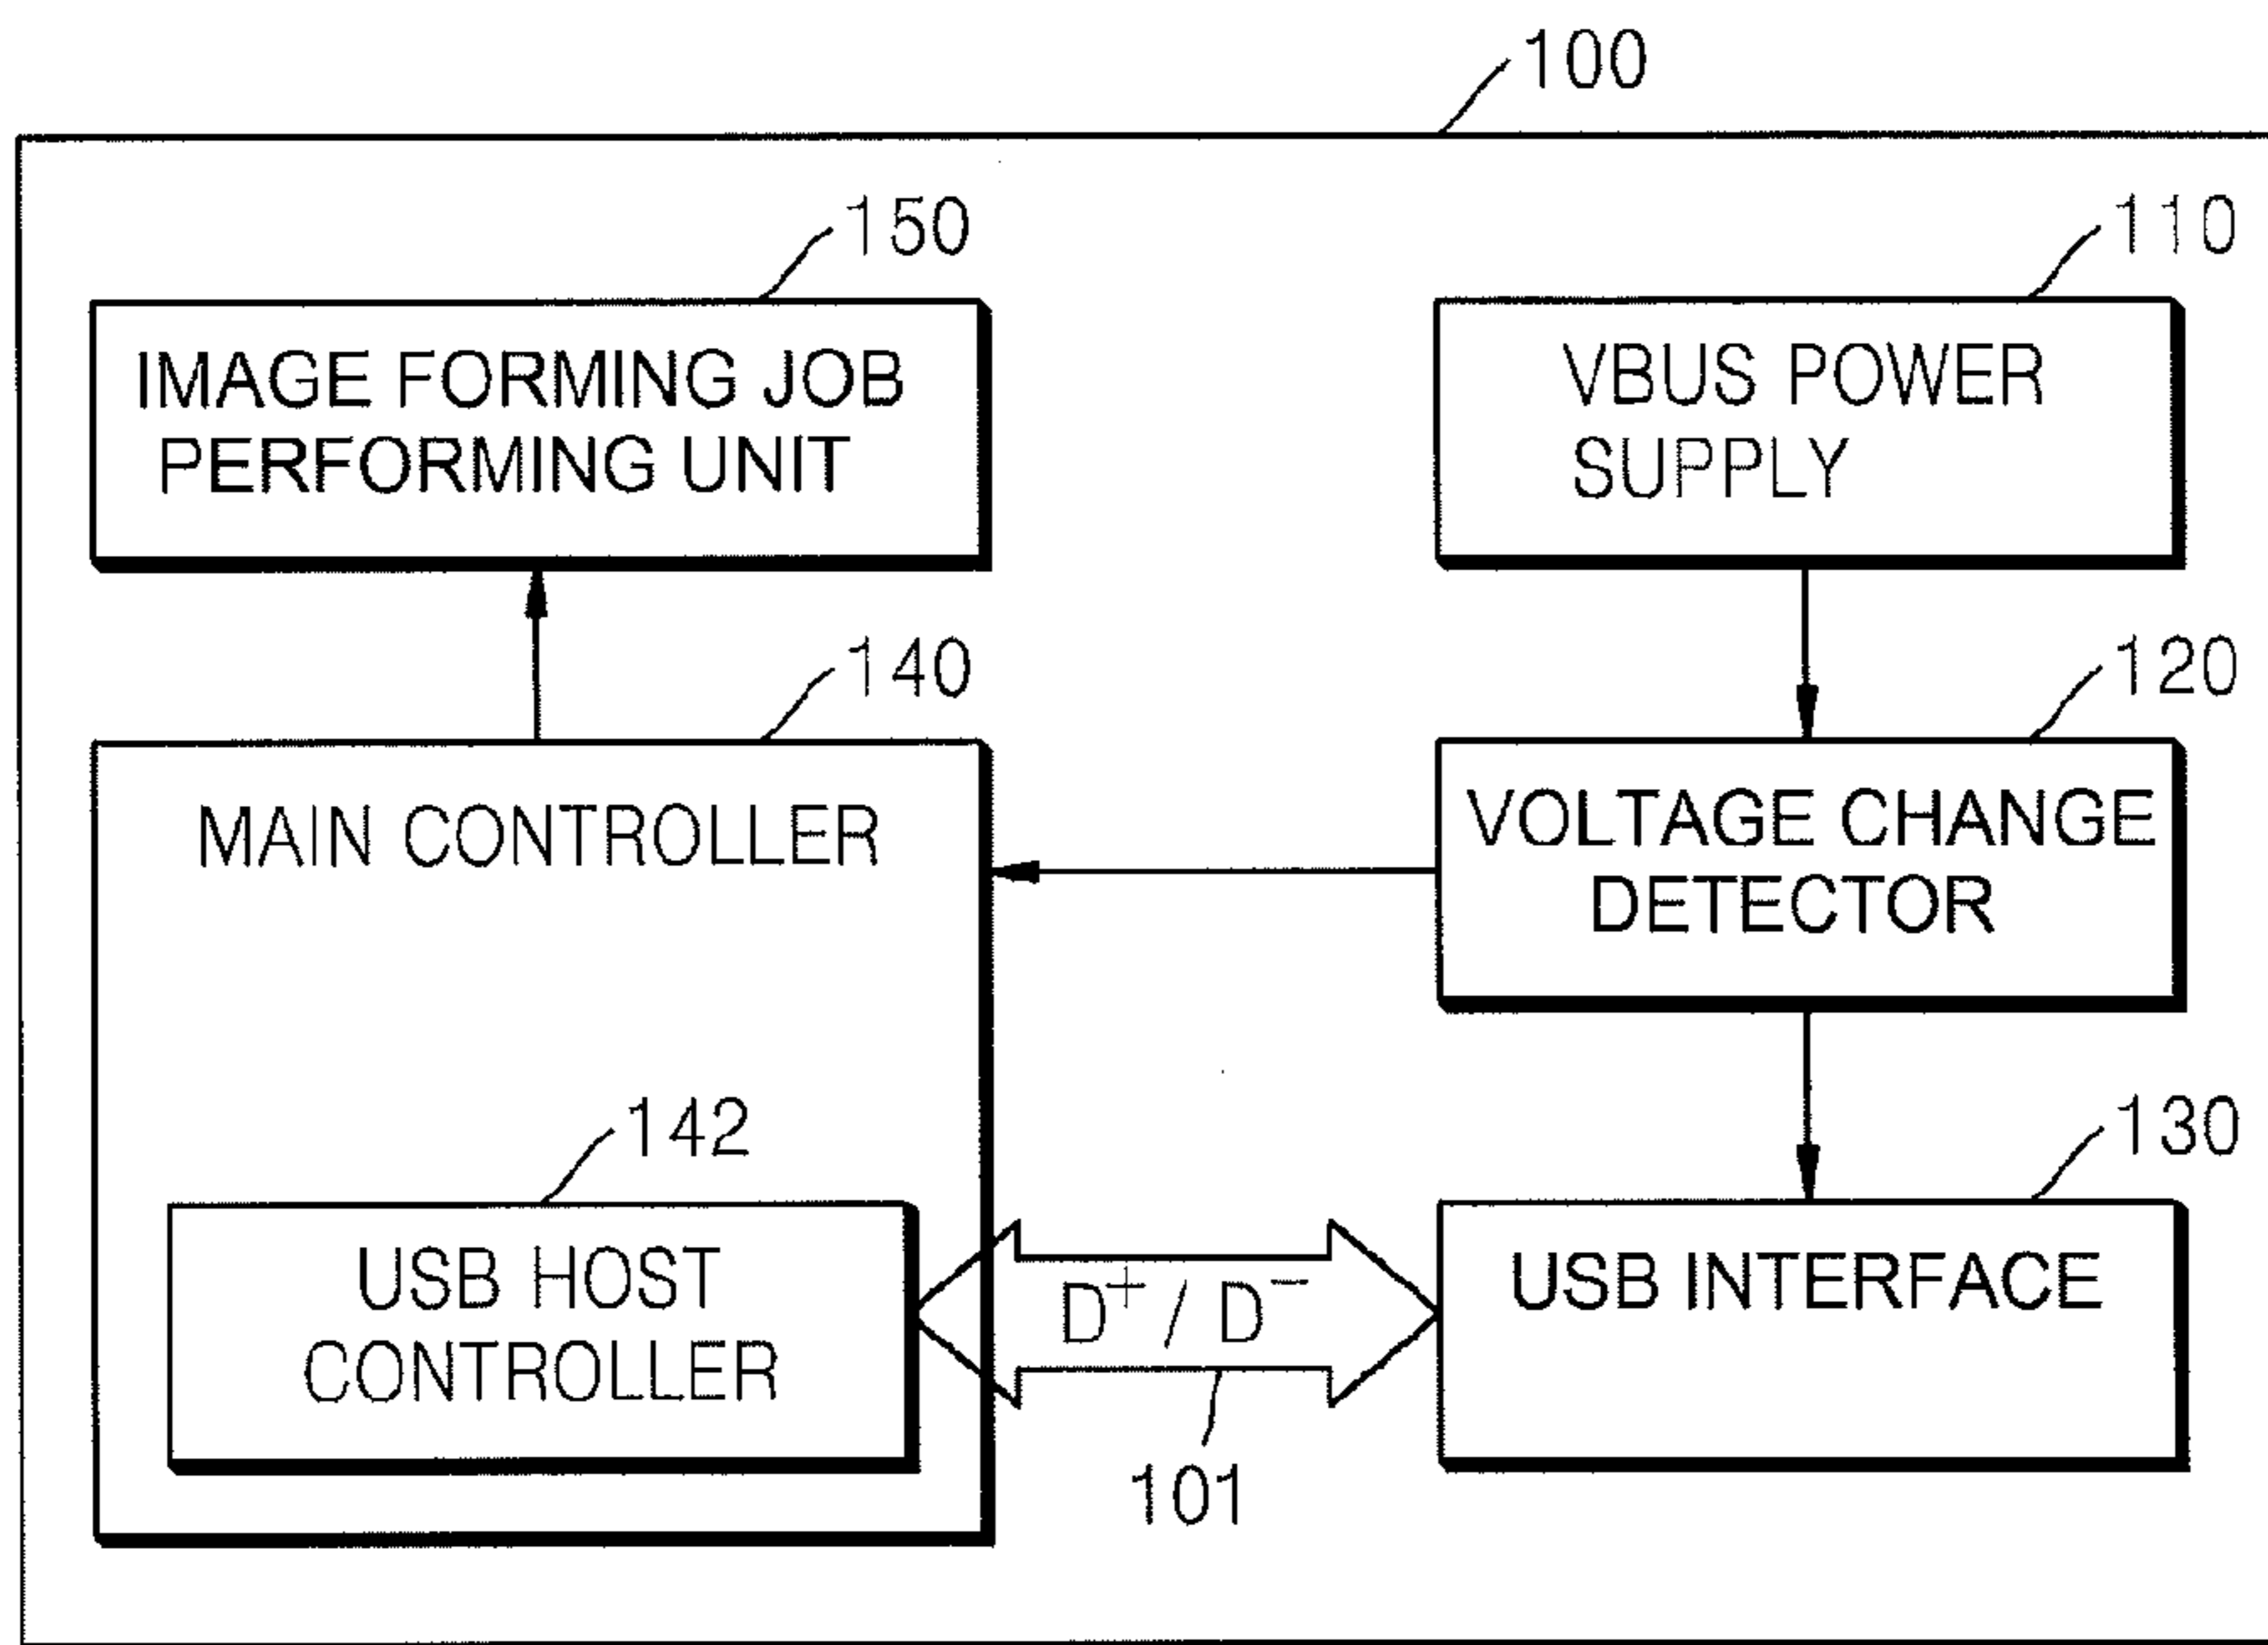 100
150
110
IMAGE FORMING JOB
PERFORMING UNIT
VBUS POWER
SUPPLY
140
120
MAIN CONTROLLER
VOLTAGE CHANGE
DETECTOR
142
130
USB HOST
CONTROLLER
D+ / D−
USB INTERFACE
101